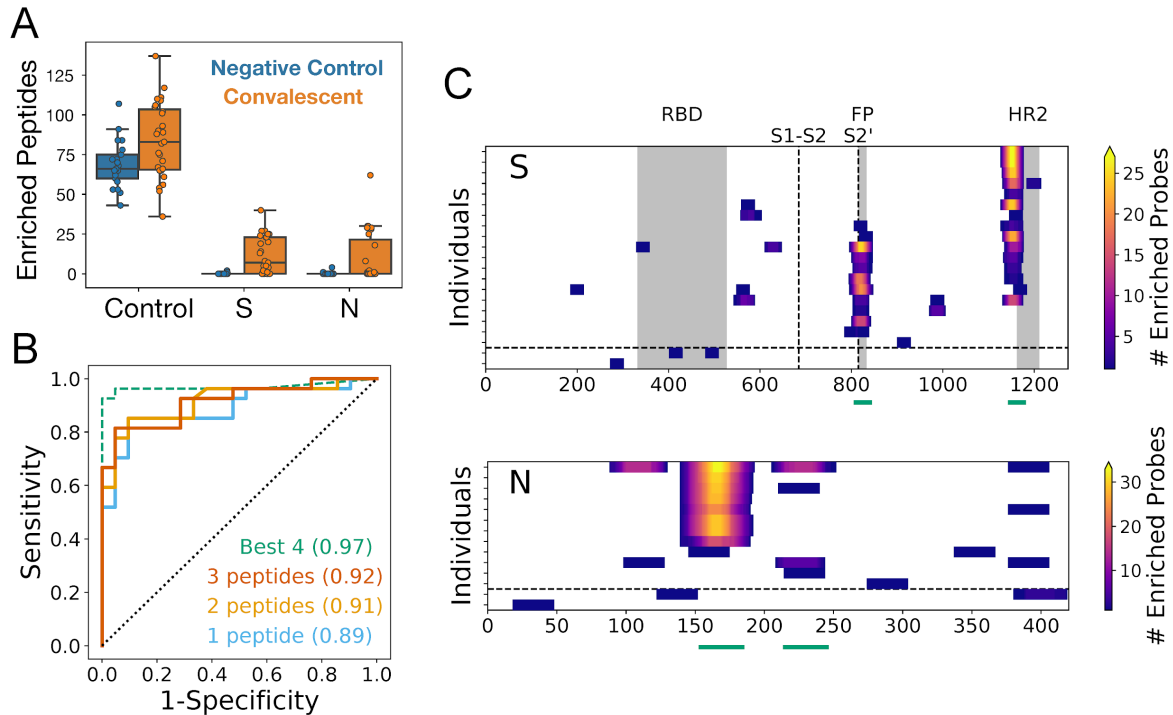 A
Enriched Peptides
125
100
75
50
25
0
Negative Control
Convalescent
Control
S
N
B
Sensitivity
1.0
0.8
0.6
0.4
0.2
0.0
Best 4 (0.97)
3 peptides (0.92)
2 peptides (0.91)
1 peptide (0.89)
0.0 0.2 0.4 0.6 0.8 1.0
1-Specificity
C
RBD
FP
HR2
S1-S2
S2'
S
Individuals
0 200 400 600 800 1000 1200
25
20
15
10
5
# Enriched Probes
N
Individuals
0 50 100 150 200 250 300 350 400
30
20
10
# Enriched Probes